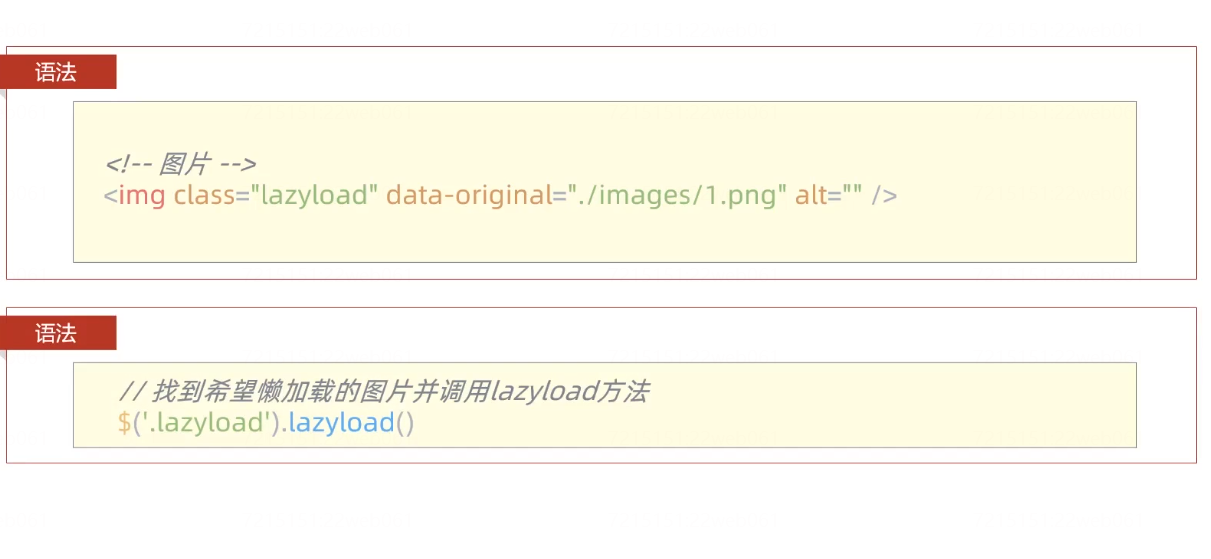 语法
<!-- 图片 -->
<img class="lazyload" data-original="./images/1.png" alt="" />
语法
// 找到希望懒加载的图片并调用lazyload方法
$('.lazyload').lazyload()